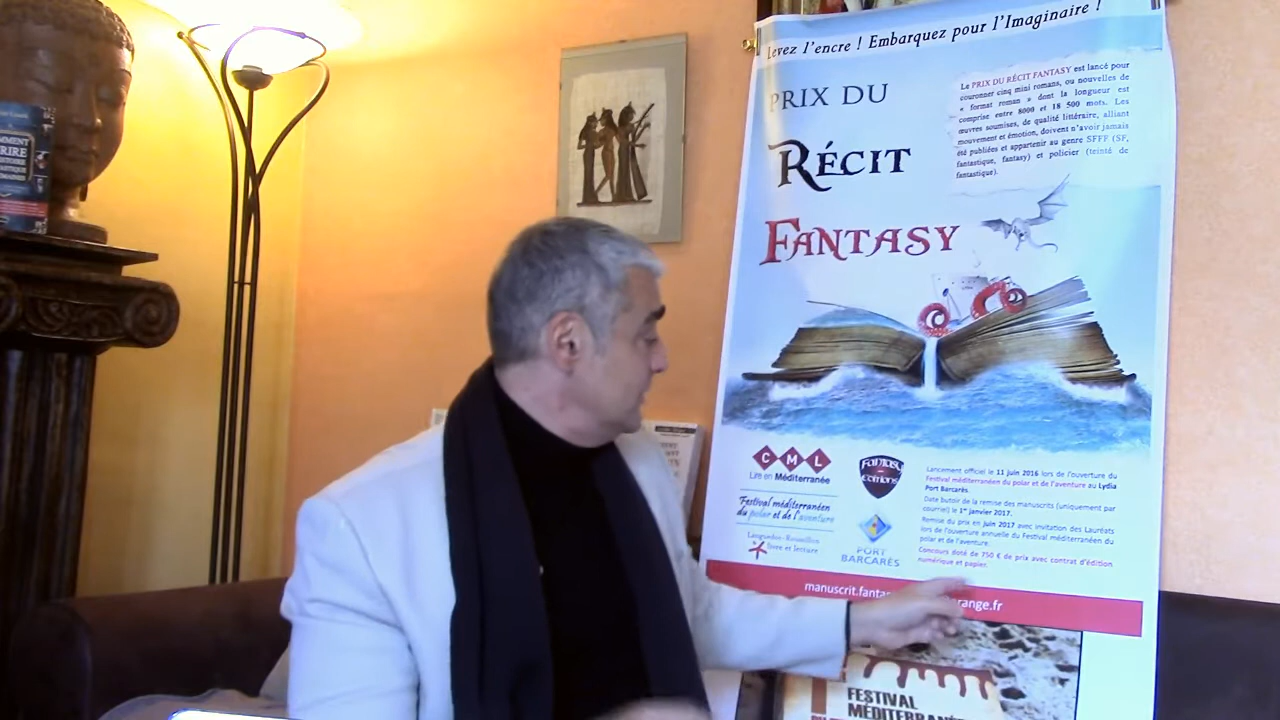 Levez l'encre ! Embarquez pour l'Imaginaire !
PRIX DU
RÉCIT
FANTASY
Le PRIX DU RÉCIT FANTASY est lancé pour
couronner cinq mini romans, ou nouvelles de
« format roman » dont la longueur est
comprise entre 8000 et 18 500 mots. Les
œuvres soumises, de qualité littéraire, alliant
mouvement et émotion, doivent n'avoir jamais
été publiées et appartenir au genre SFFF (SF,
fantastique, fantasy) et policier (teinté de
fantastique).
CML
Lire en Méditerranée
Festival méditerranéen
du polar et de l'aventure
Languedoc-Roussillon
livre et lecture
FANTASY
EDITIONS
PORT
BARCARÈS
Lancement officiel le 11 juin 2016 lors de l'ouverture du
Festival méditerranéen du polar et de l'aventure au Lydia
Port Barcarès.
Date butoir de la remise des manuscrits (uniquement par
courriel) le 1er janvier 2017.
Remise du prix en juin 2017 avec invitation des Lauréats
lors de l'ouverture annuelle du Festival méditerranéen du
polar et de l'aventure.
Concours doté de 750 € de prix avec contrat d'édition
numérique et papier.
manuscrit.fanta range.fr
FESTIVAL
MÉDITERRANÉ